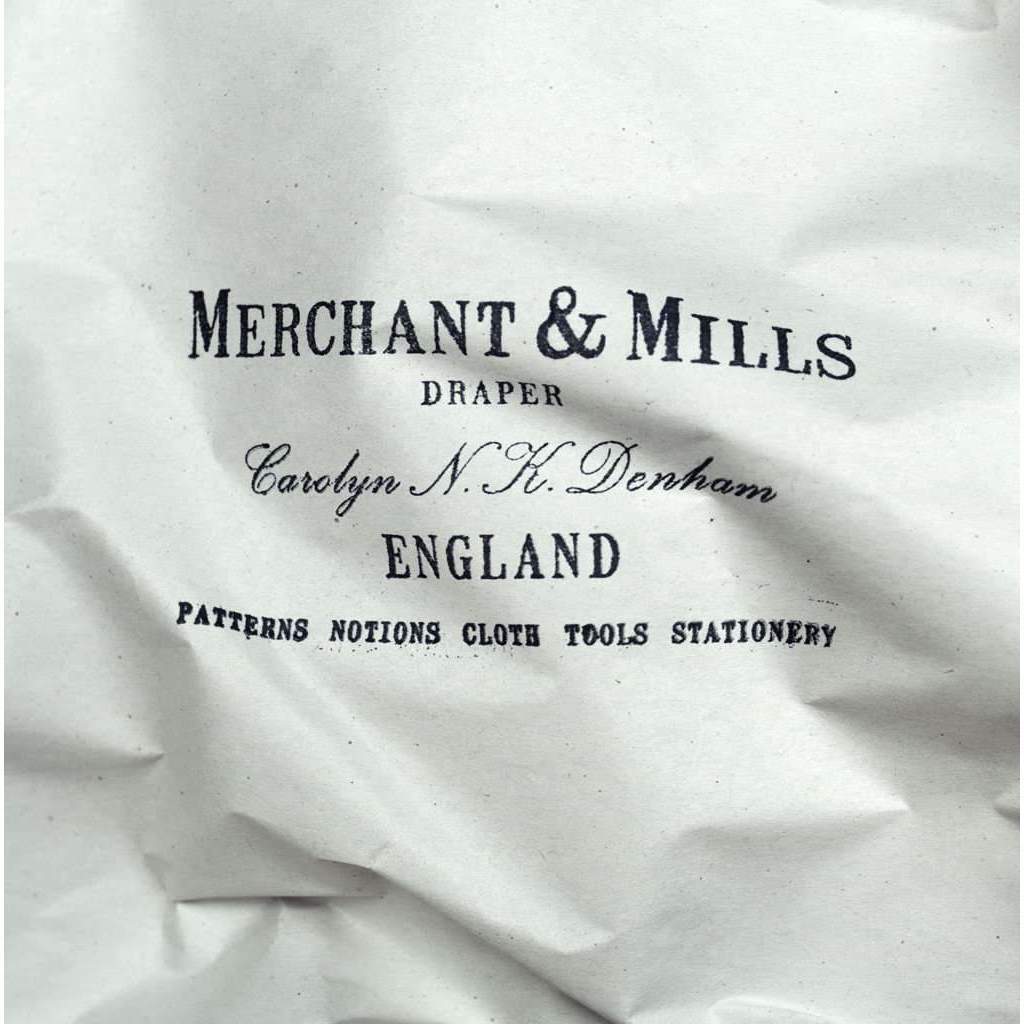 MERCHANT & MILLS
DRAPER
Carolyn N. K. Denham
ENGLAND
PATTERNS NOTIONS CLOTH TOOLS STATIONERY